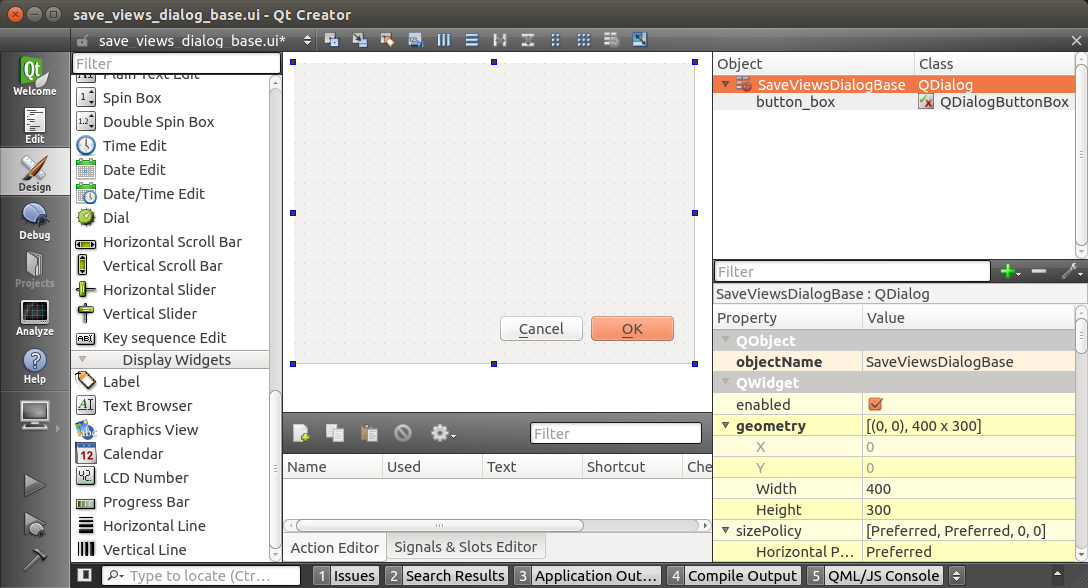 save_views_dialog_base.ui - Qt Creator
save_views_dialog_base.ui*
Welcome
Edit
Design
Debug
Projects
Analyze
Help
Filter
Plain Text Edit
Spin Box
Double Spin Box
Time Edit
Date Edit
Date/Time Edit
Dial
Horizontal Scroll Bar
Vertical Scroll Bar
Horizontal Slider
Vertical Slider
Key sequence Edit
Display Widgets
Label
Text Browser
Graphics View
Calendar
LCD Number
Progress Bar
Horizontal Line
Vertical Line
Cancel OK
Filter
Name Used Text Shortcut Che
Action Editor Signals & Slots Editor
Object Class
SaveViewsDialogBase QDialog
button_box QDialogButtonBox
Filter
SaveViewsDialogBase : QDialog
Property Value
QObject
objectName SaveViewsDialogBase
QWidget
enabled
geometry [(0, 0), 400 x 300]
X 0
Y 0
Width 400
Height 300
sizePolicy [Preferred, Preferred, 0, 0]
Horizontal P... Preferred
Type to locate (Ctr... 1 Issues 2 Search Results 3 Application Out... 4 Compile Output 5 QML/JS Console